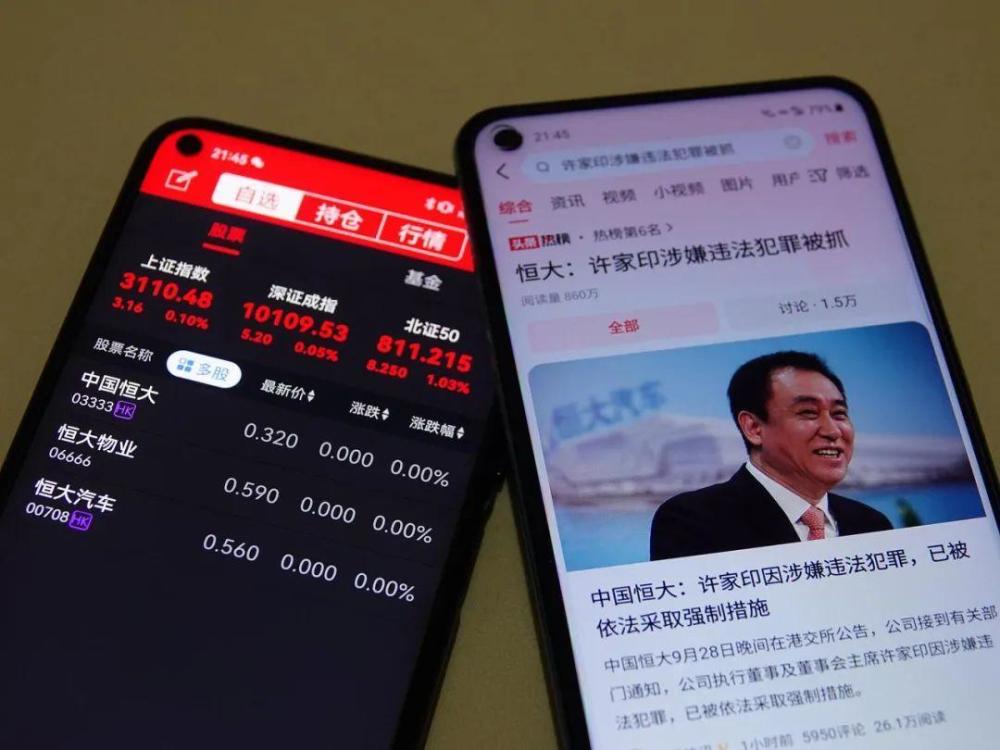 21:45
自选
持仓
行情
股票
基金
上证指数
3110.48
3.16 0.10%
深证成指
10109.53
5.20 0.05%
北证50
811.215
8.250 1.03%
股票名称
多股
最新价
涨跌
涨跌幅
中国恒大
03333 HK
0.320 0.000 0.00%
恒大物业
06666
0.590 0.000 0.00%
恒大汽车
00708 HK
0.560 0.000 0.00%
21:45
79%
许家印涉嫌违法犯罪被抓
搜索
综合 资讯 视频 小视频 图片 用户 筛选
头条热榜 · 热榜第6名
恒大：许家印涉嫌违法犯罪被抓
阅读量 860万
全部
讨论 · 1.5万
恒大汽车
中国恒大：许家印因涉嫌违法犯罪，已被
依法采取强制措施
中国恒大9月28日晚间在港交所公告，公司接到有关部
门通知，公司执行董事及董事会主席许家印因涉嫌违
法犯罪，已被依法采取强制措施。
1小时前 5950评论 26.1万阅读